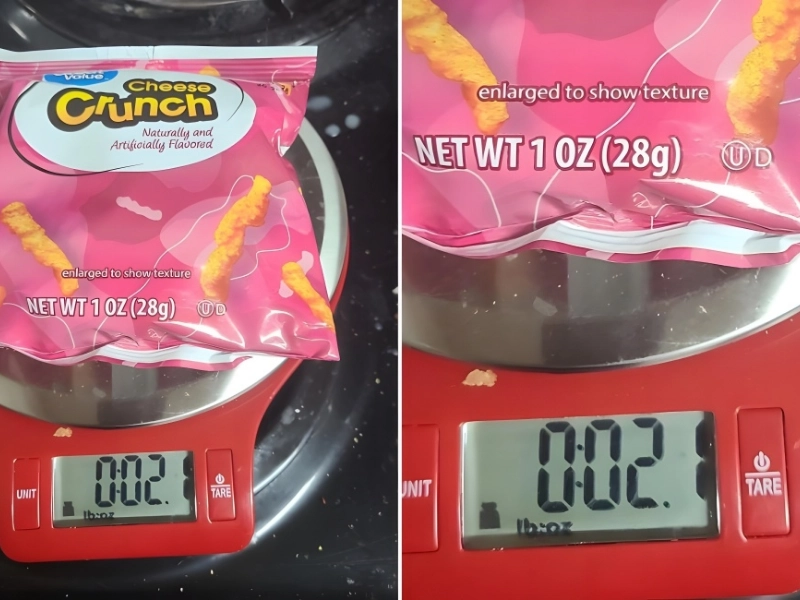 Value
Cheese
Crunch
Naturally and
Artificially Flavored
enlarged to show texture
NET WT 1 OZ (28g) U D
UNIT
0:02.
lb:oz
TARE
enlarged to show texture
NET WT 1 OZ (28g) U D
UNIT
0:02.
lb:oz
TARE